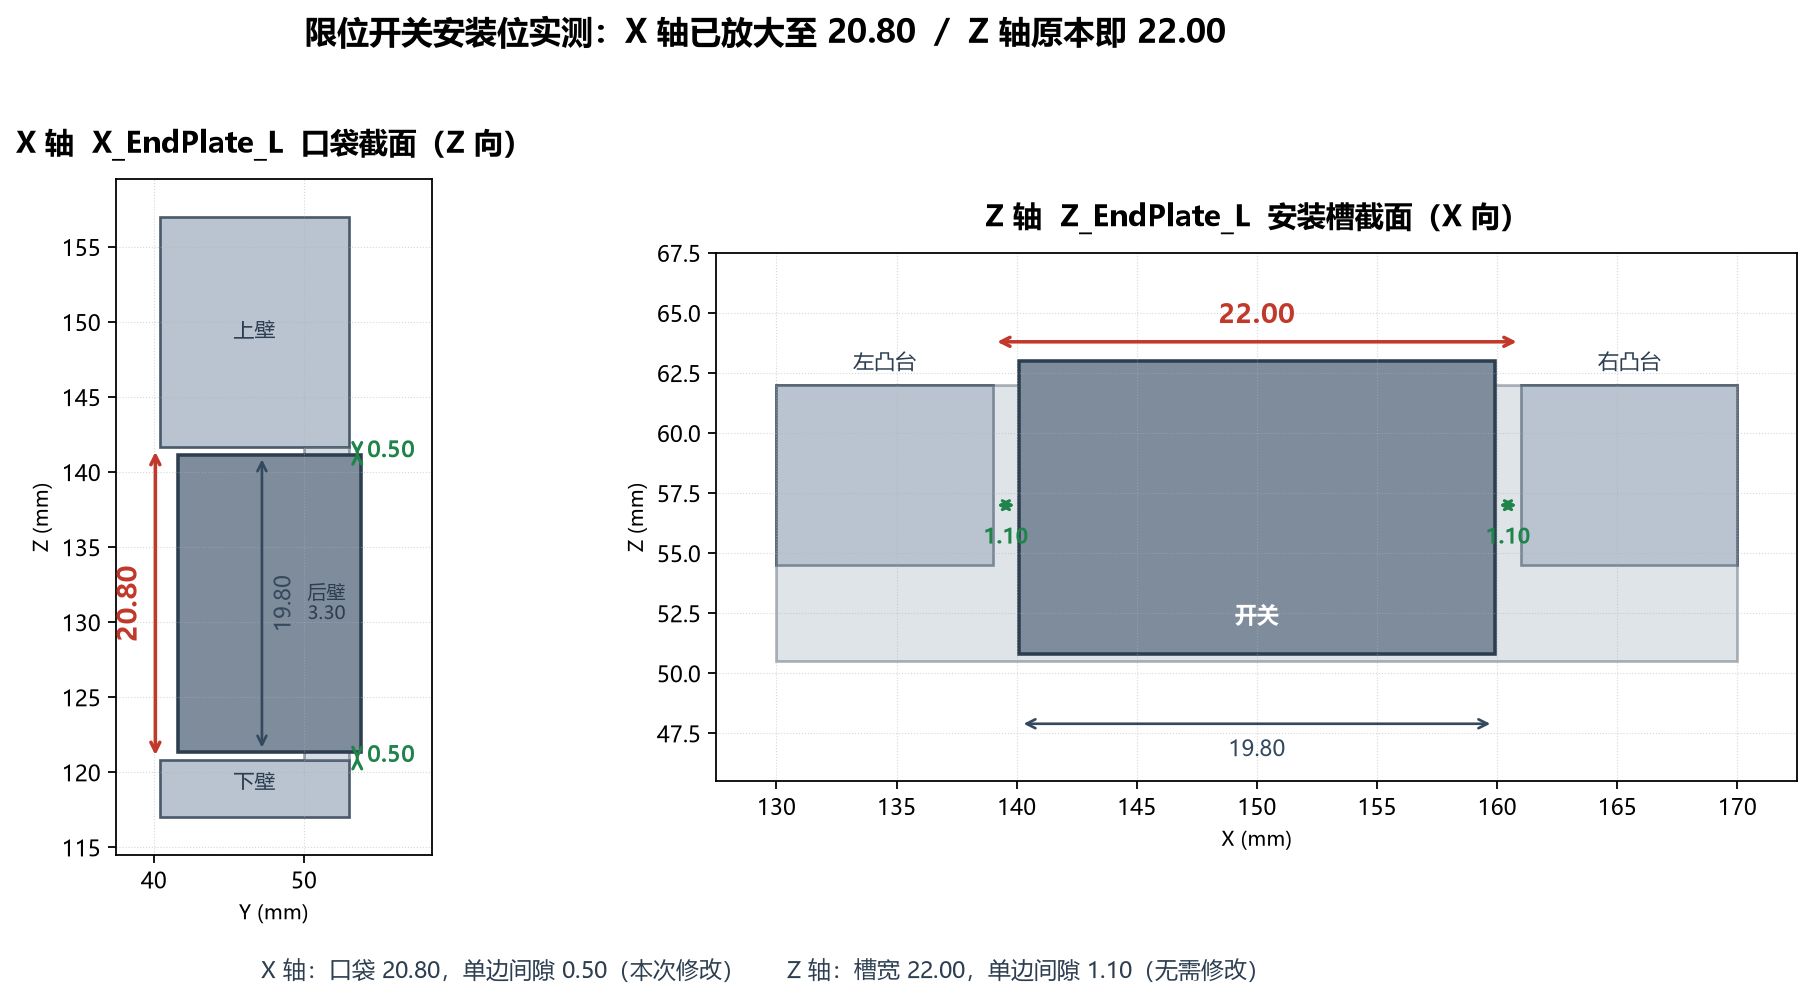 限位开关安装位实测：X 轴已放大至 20.80 / Z 轴原本即 22.00
X 轴 X_EndPlate_L 口袋截面（Z 向）
155
150
145
140
135
130
125
120
115
Z (mm)
40
50
Y (mm)
上壁
0.50
20.80
19.80
后壁
3.30
0.50
下壁
Z 轴 Z_EndPlate_L 安装槽截面（X 向）
67.5
65.0
62.5
60.0
57.5
55.0
52.5
50.0
47.5
Z (mm)
22.00
左凸台
右凸台
1.10
1.10
开关
19.80
130
135
140
145
150
155
160
165
170
X (mm)
X 轴：口袋 20.80，单边间隙 0.50（本次修改） Z 轴：槽宽 22.00，单边间隙 1.10（无需修改）